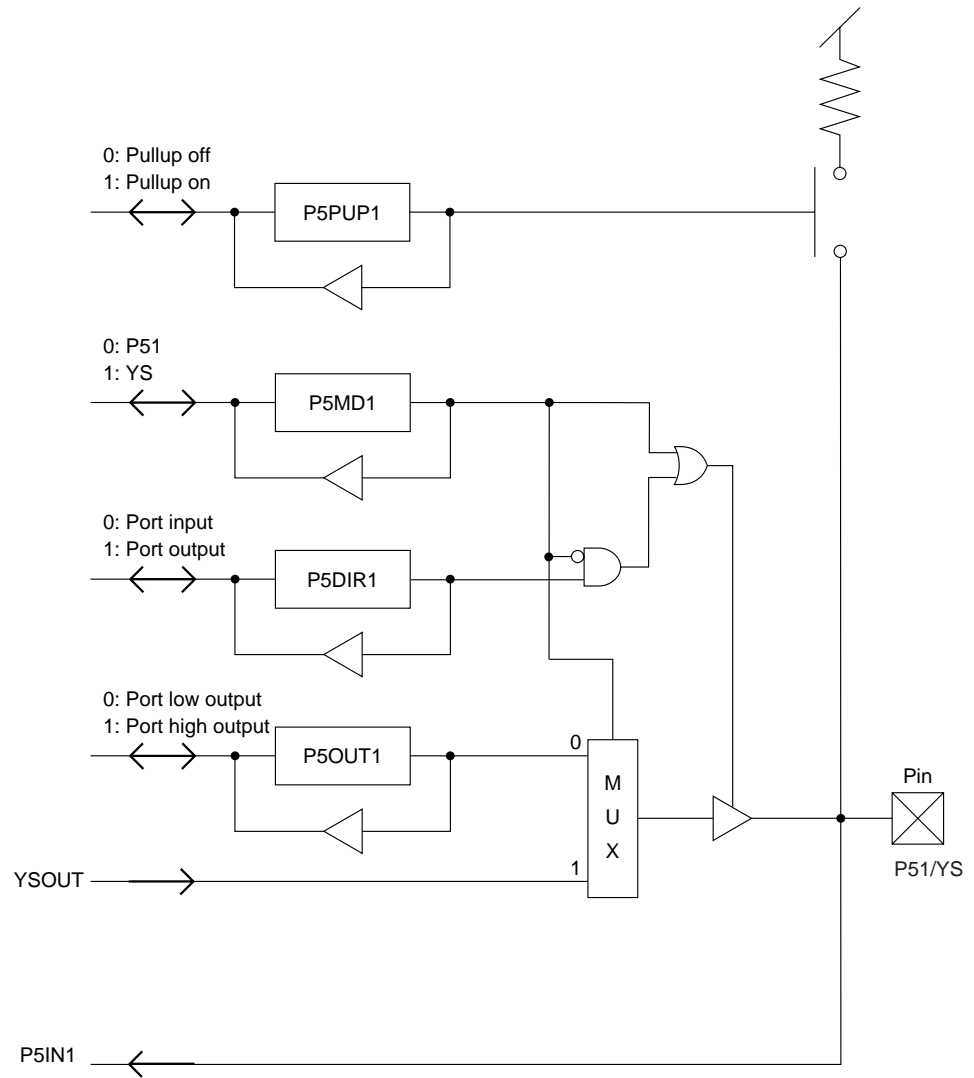 0: Pullup off
1: Pullup on
P5PUP1
0: P51
1: YS
P5MD1
0: Port input
1: Port output
P5DIR1
0: Port low output
1: Port high output
P5OUT1
0
M
U
X
1
Pin
P51/YS
YSOUT
P5IN1